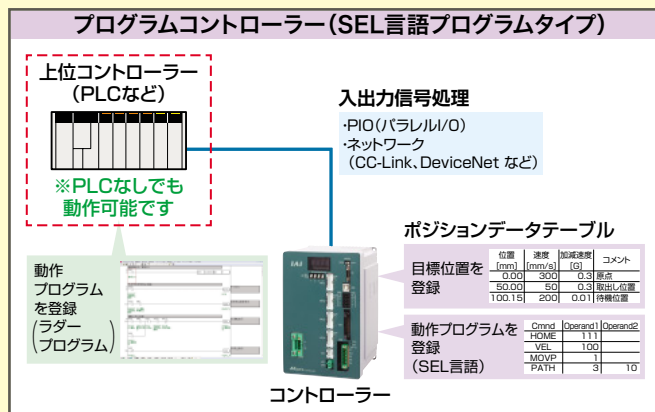 プログラムコントローラー(SEL言語プログラムタイプ)
上位コントローラー
(PLCなど)
※PLCなしでも
動作可能です
入出力信号処理
・PIO(パラレルI/O)
・ネットワーク
(CC-Link、DeviceNet など)
動作
プログラム
を登録
(ラダー
プログラム)
IAI
コントローラー
ポジションデータテーブル
目標位置を
登録
位置 速度 加減速度 コメント
[mm] [mm/s] [G]
0.00 300 0.3 原点
50.00 50 0.3 取出し位置
100.15 200 0.01 待機位置
動作プログラムを
登録
(SEL言語)
Cmnd Operand1 Operand2
HOME 111
VEL 100
MOVP 1
PATH 3 10